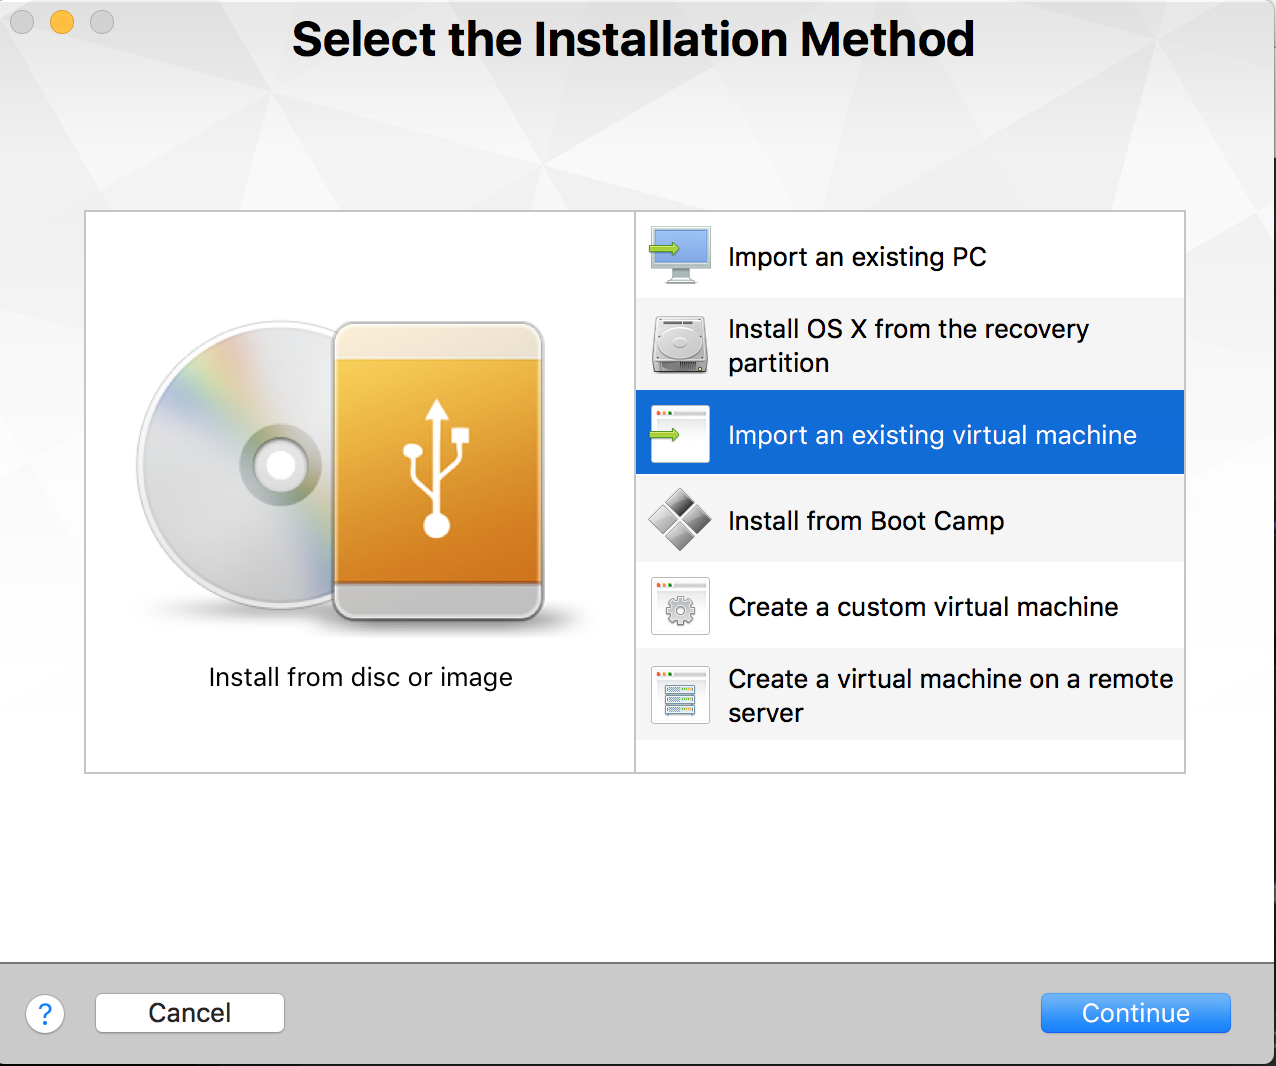 Select the Installation Method
Import an existing PC
Install OS X from the recovery
partition
Import an existing virtual machine
Install from Boot Camp
Create a custom virtual machine
Create a virtual machine on a remote
server
Install from disc or image
?
Cancel
Continue